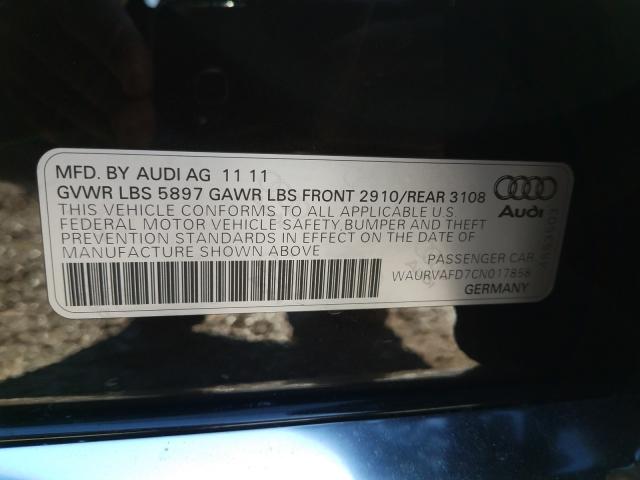 MFD. BY AUDI AG 11 11
GVWR LBS 5897 GAWR LBS FRONT 2910/REAR 3108
THIS VEHICLE CONFORMS TO ALL APPLICABLE U.S.
FEDERAL MOTOR VEHICLE SAFETY,BUMPER AND THEFT
PREVENTION STANDARDS IN EFFECT ON THE DATE OF
MANUFACTURE SHOWN ABOVE
Audi
PASSENGER CAR
WAURVAFD7CN017856
GERMANY